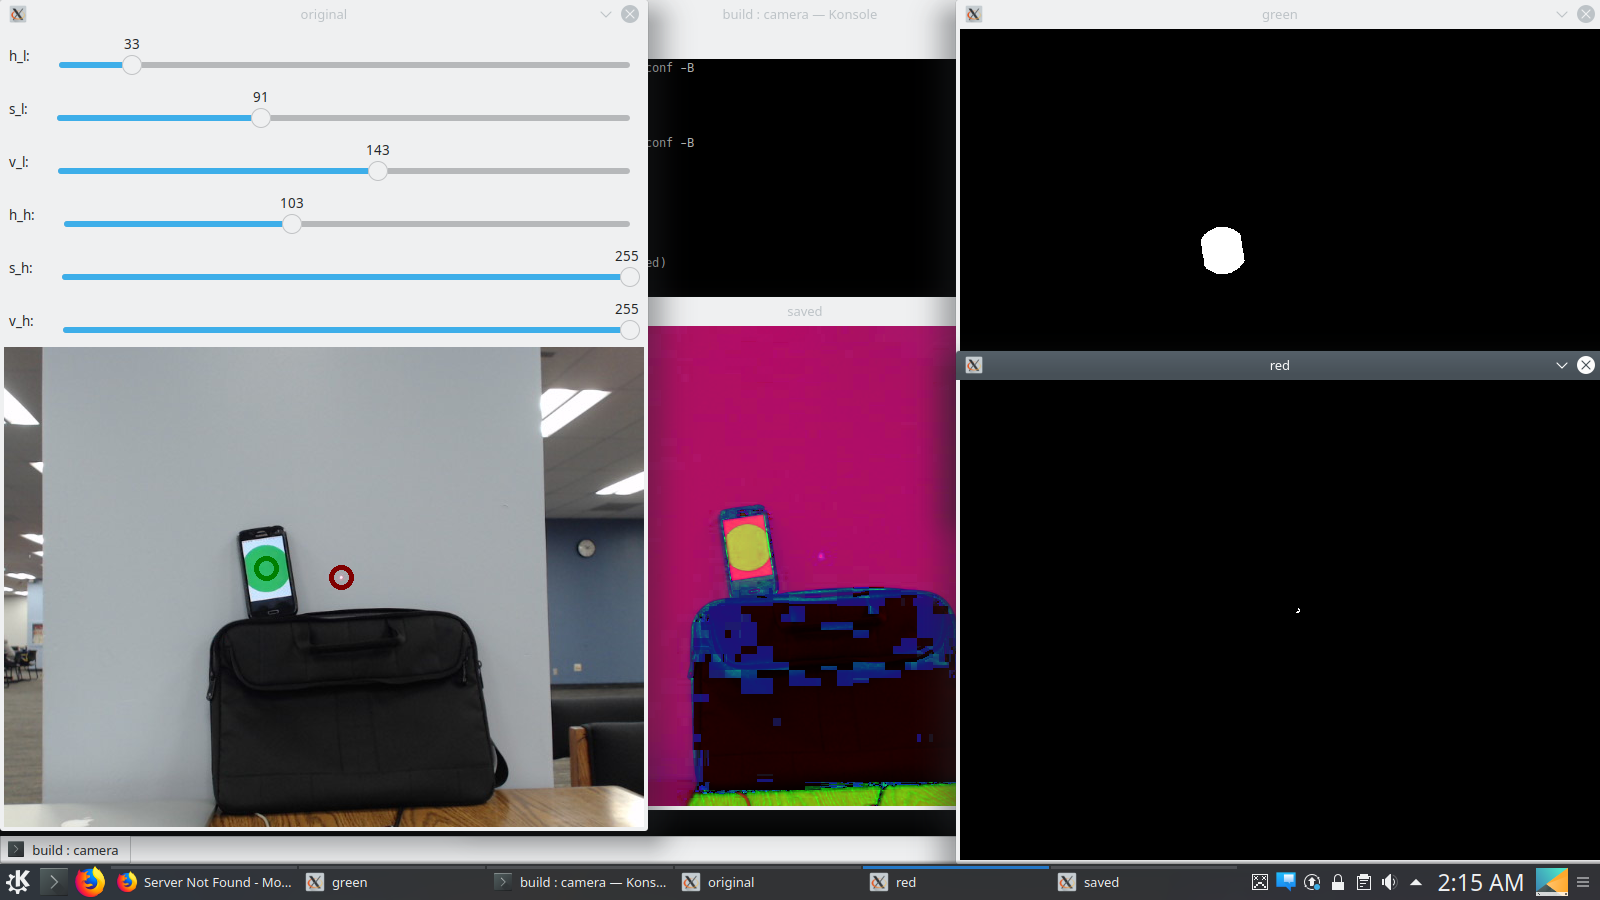 original
h_l:
33
s_l:
91
v_l:
143
h_h:
103
s_h:
255
v_h:
255
build : camera — Konsole
conf -B
conf -B
ed)
saved
green
red
build : camera
Server Not Found - Mo...
green
build : camera — Kons...
original
red
saved
2:15 AM